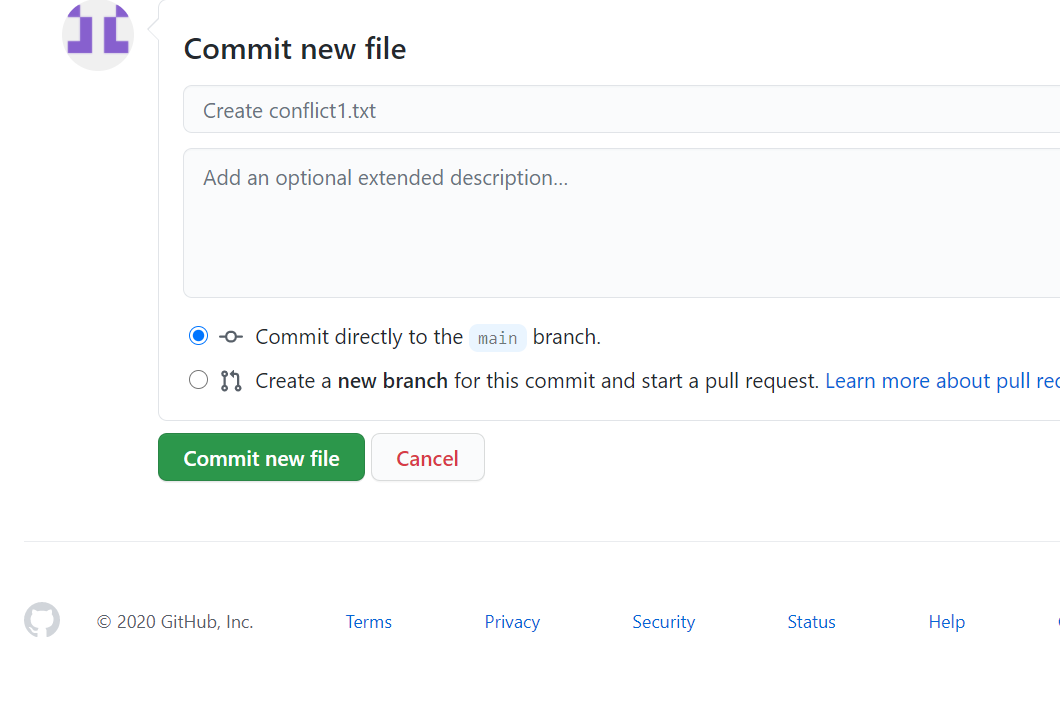 Commit new file
Create conflict1.txt
Add an optional extended description...
Commit directly to the main branch.
Create a new branch for this commit and start a pull request. Learn more about pull
Commit new file Cancel
© 2020 GitHub, Inc. Terms Privacy Security Status Help